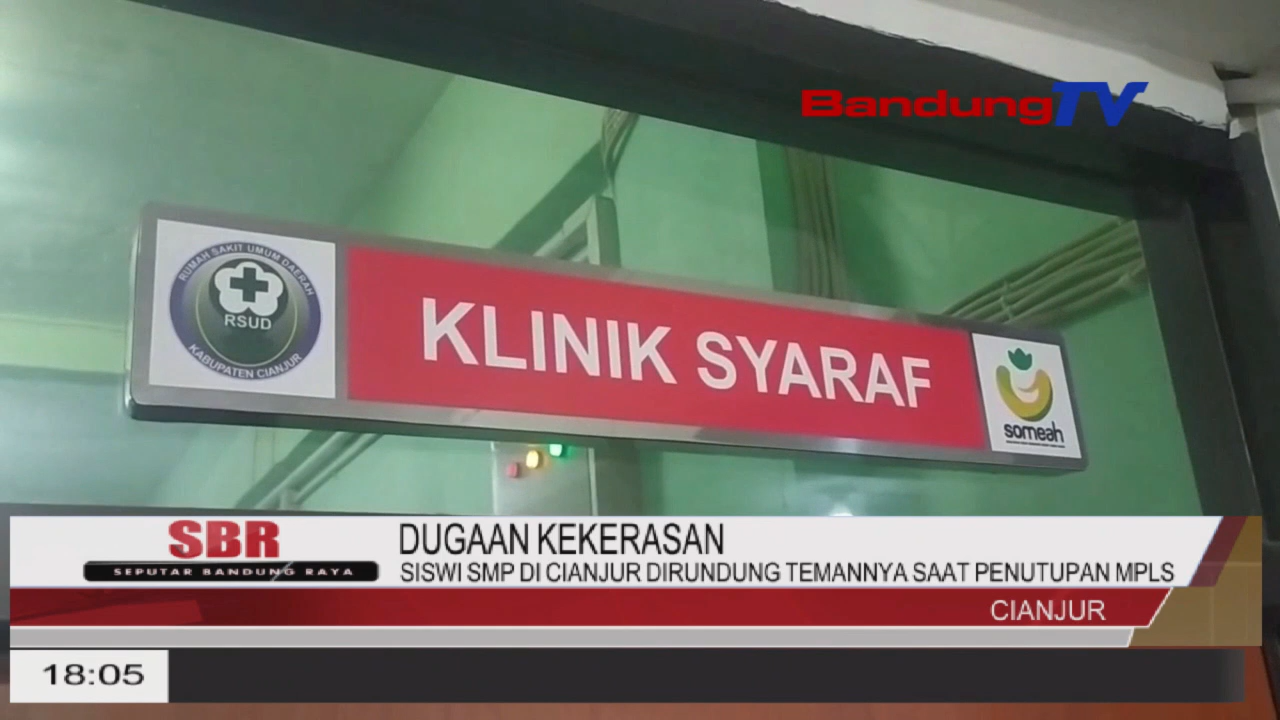 BandungTV
RUMAH SAKIT UMUM DAERAH
RSUD
KABUPATEN CIANJUR
KLINIK SYARAF
someah
SBR
SEPUTAR BANDUNG RAYA
DUGAAN KEKERASAN
SISWI SMP DI CIANJUR DIRUNDUNG TEMANNYA SAAT PENUTUPAN MPLS
CIANJUR
18:05